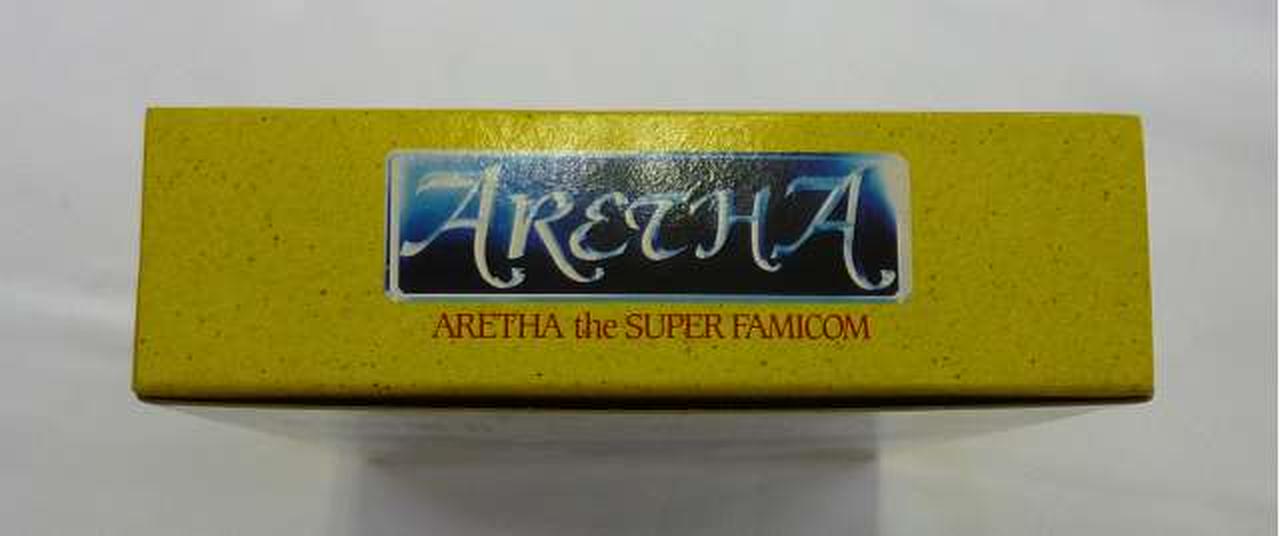 ARETHA
ARETHA the SUPER FAMICOM